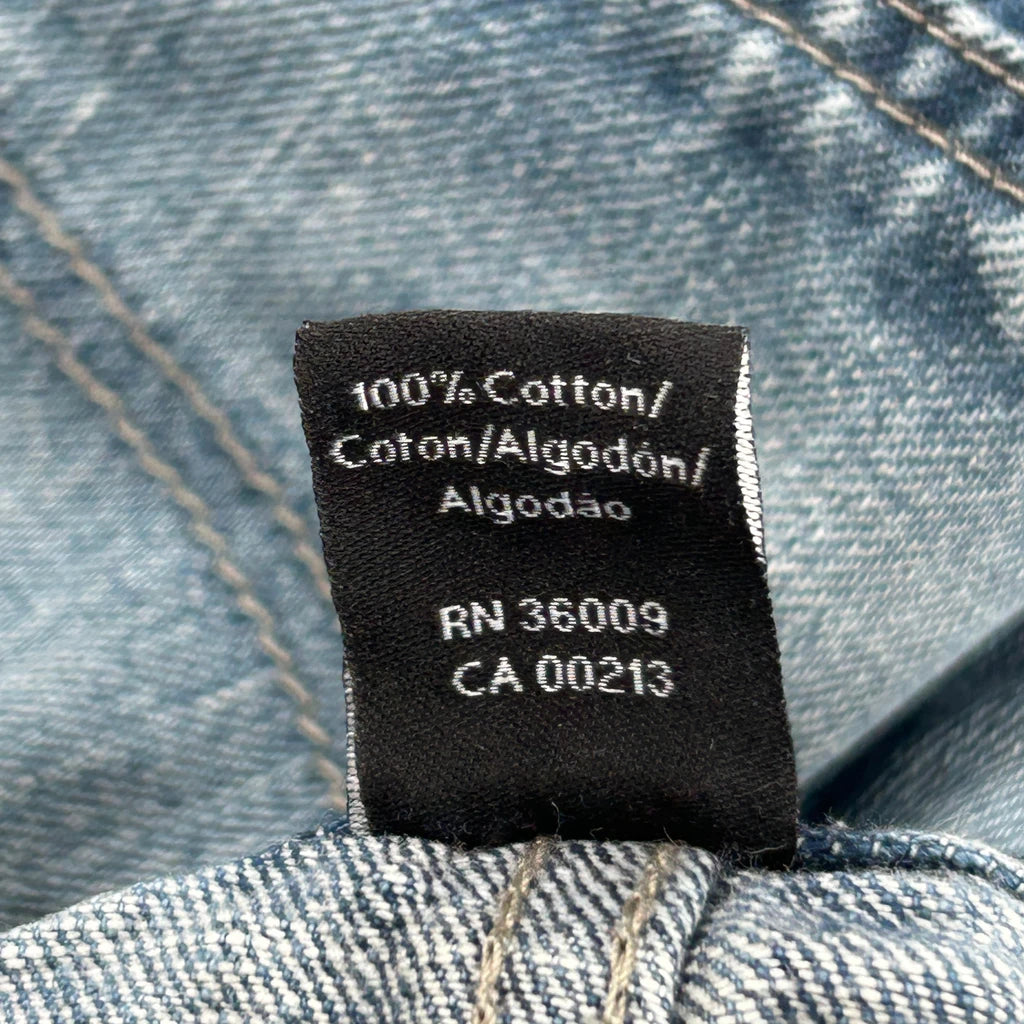 100% Cotton/
Coton/Algodón/
Algodão
RN 36009
CA 00213